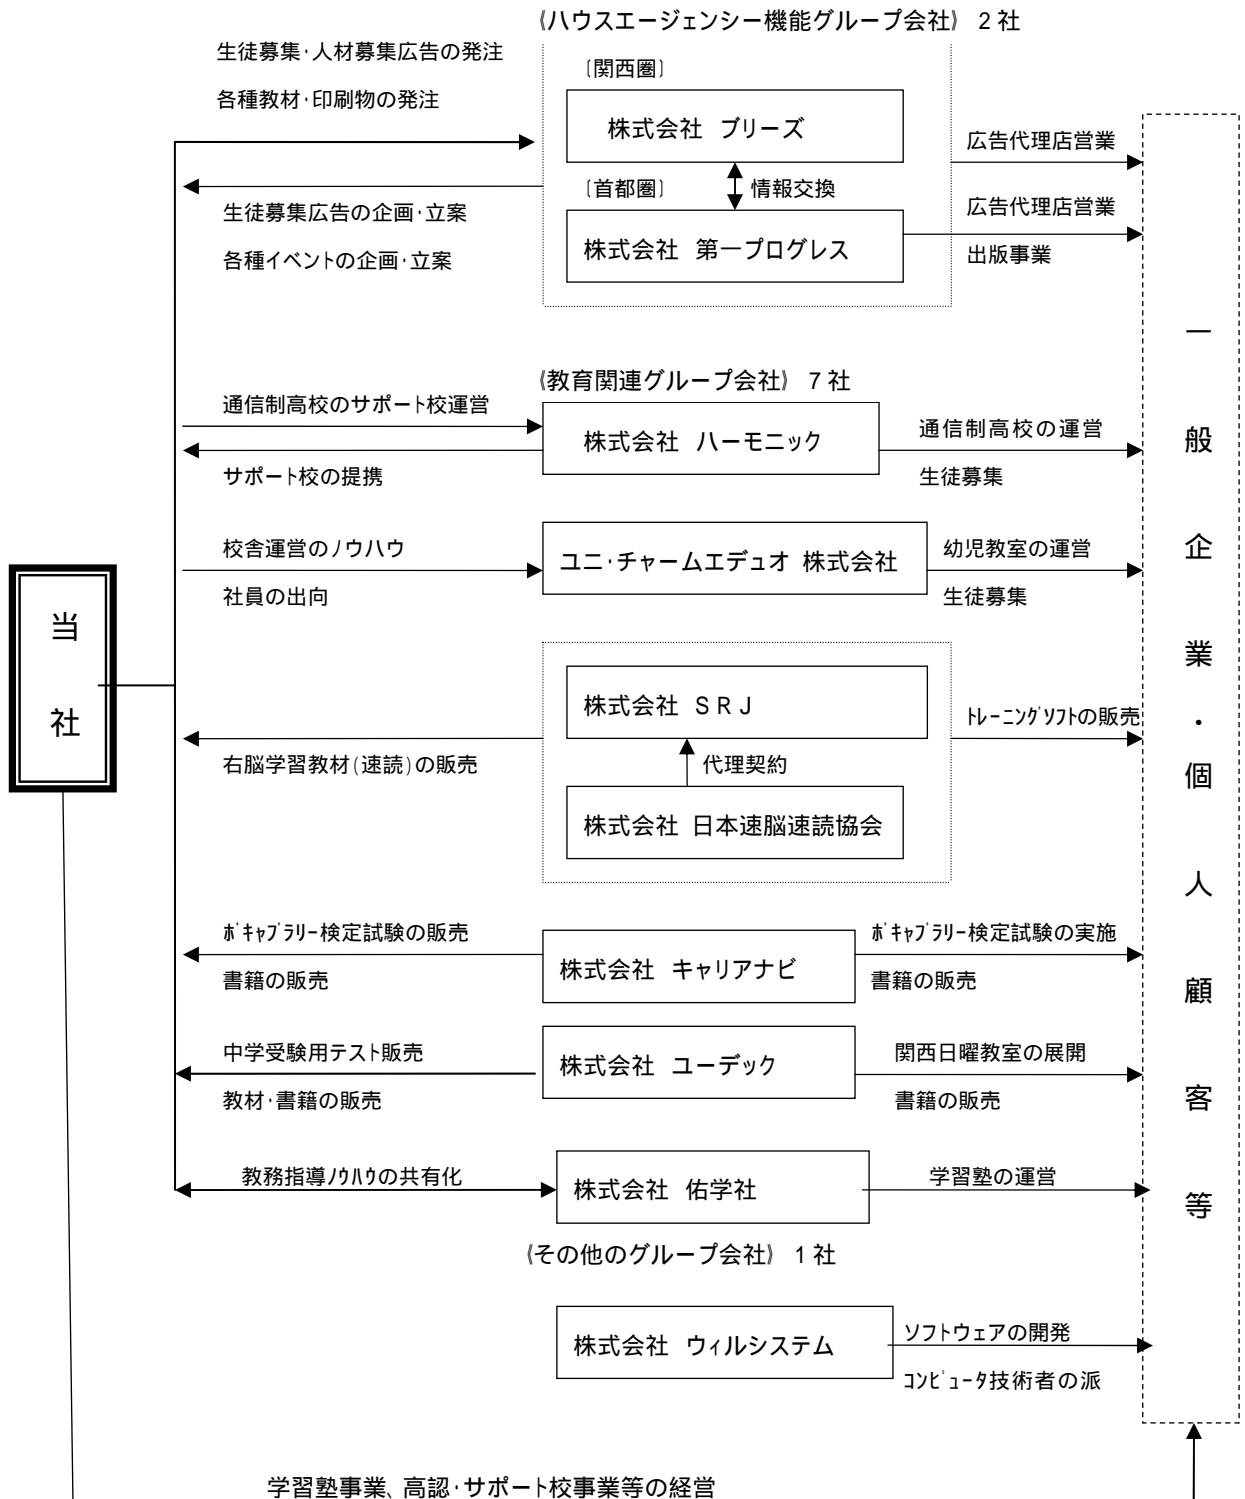 《ハウスエージェンシー機能グループ会社》 2社
生徒募集･人材募集広告の発注
各種教材･印刷物の発注
〔関西圏〕
株式会社 ブリーズ
広告代理店営業
〔首都圏〕
情報交換
生徒募集広告の企画･立案
各種イベントの企画･立案
株式会社 第一プログレス
広告代理店営業
出版事業
《教育関連グループ会社》 7社
通信制高校のサポート校運営
サポート校の提携
株式会社 ハーモニック
通信制高校の運営
生徒募集
校舎運営のノウハウ
社員の出向
ユニ･チャームエデュオ 株式会社
幼児教室の運営
生徒募集
当社
株式会社 ＳＲＪ
ﾄﾚｰﾆﾝｸﾞｿﾌﾄの販売
右脳学習教材(速読)の販売
代理契約
株式会社 日本速脳速読協会
ﾎﾞｷｬﾌﾞﾗﾘｰ検定試験の販売
書籍の販売
株式会社 キャリアナビ
ﾎﾞｷｬﾌﾞﾗﾘｰ検定試験の実施
書籍の販売
中学受験用テスト販売
教材･書籍の販売
株式会社 ユーデック
関西日曜教室の展開
書籍の販売
教務指導ﾉｳﾊｳの共有化
株式会社 佑学社
学習塾の運営
《その他のグループ会社》 1社
株式会社 ウィルシステム
ソフトウェアの開発
ｺﾝﾋﾟｭｰﾀ技術者の派
一般企業・個人顧客等
学習塾事業、高認･サポート校事業等の経営